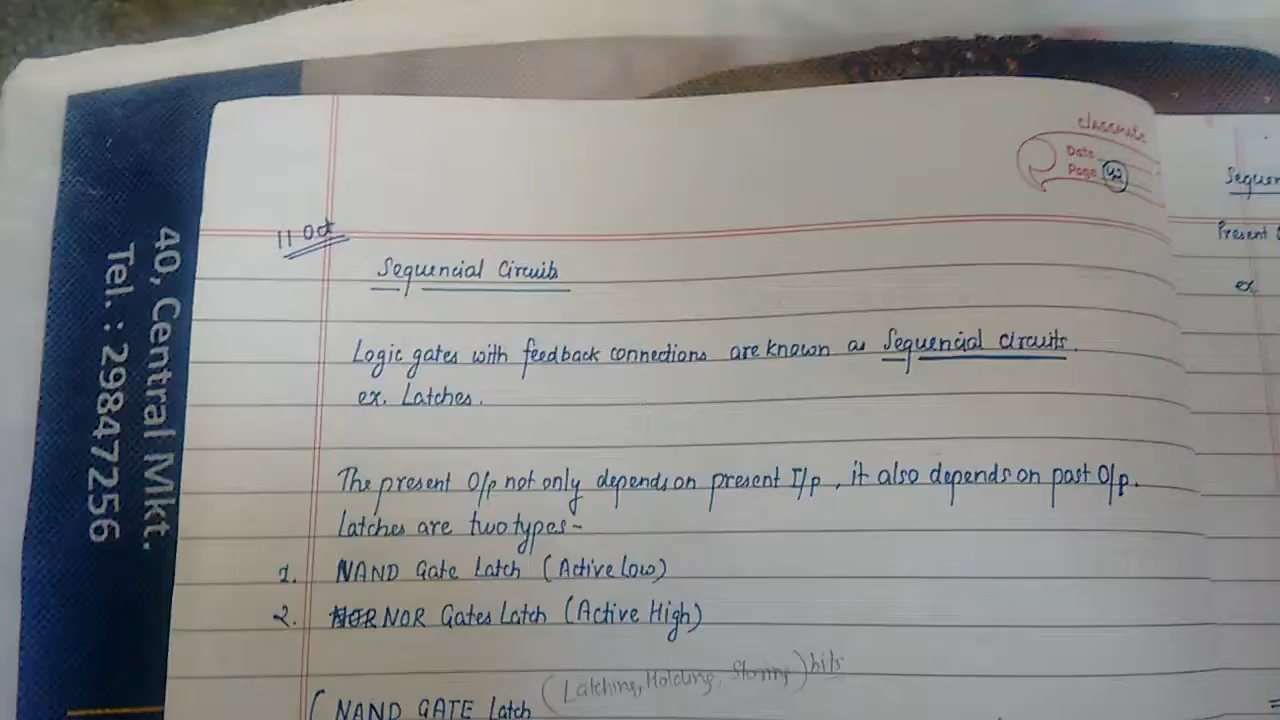 classmate
Date
Page 42
11 Oct
Sequencial Circuits
Logic gates with feedback connections are known as Sequencial circuits.
ex. Latches.
The present O/p not only depends on present I/p, it also depends on past O/p.
Latches are two types-
1. NAND Gate Latch (Active Low)
2. NOR Gates Latch (Active High)
(Latching, Holding, Storing) bits
NAND GATE Latch
40, Central Mkt.
Tel. : 29847256
Present
ex